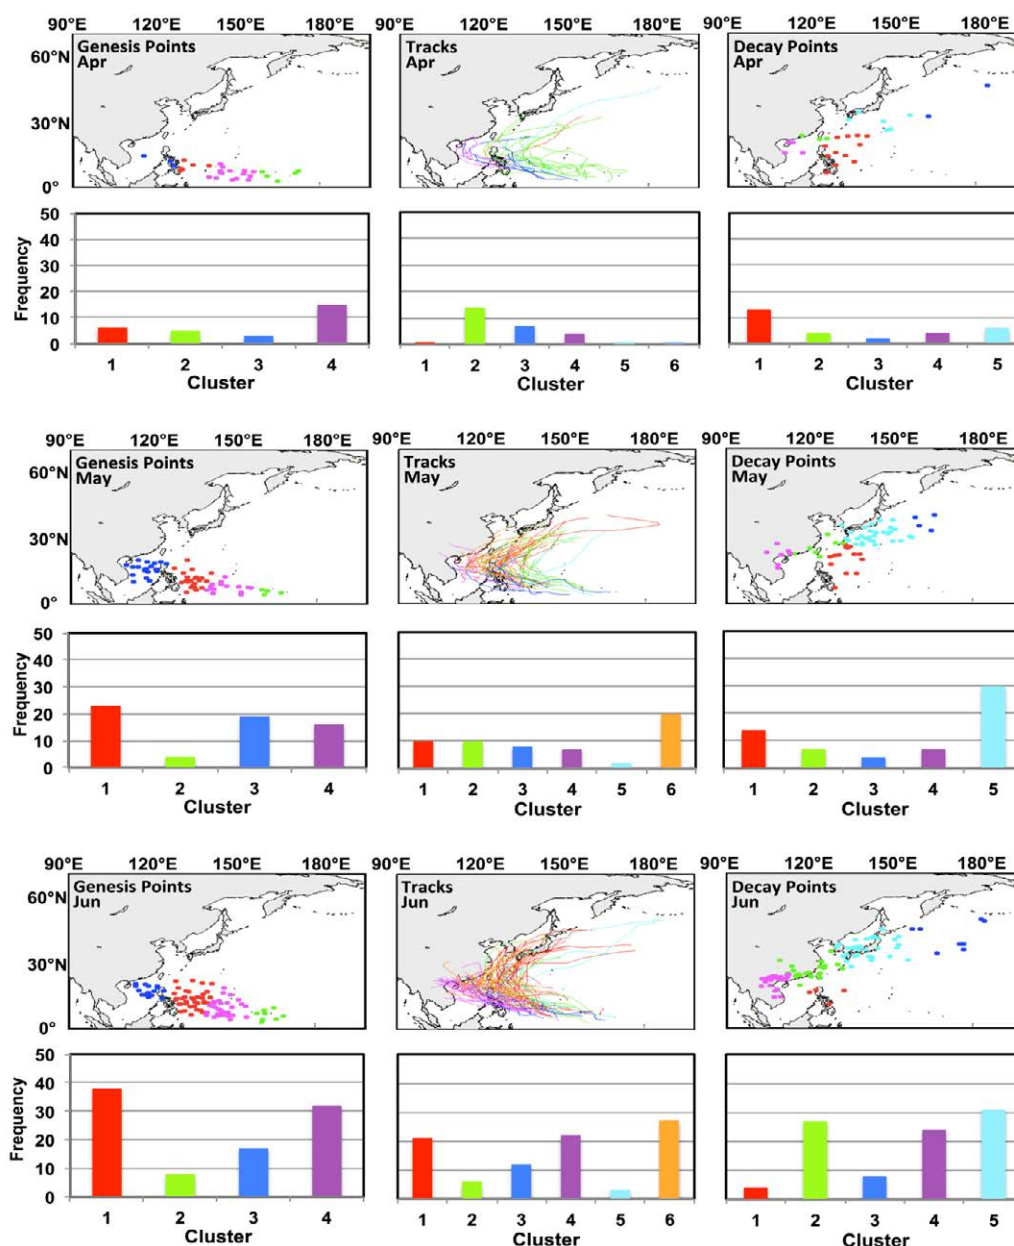 90°E 120°E 150°E 180°E 90°E 120°E 150°E 180°E 90°E 120°E 150°E 180°E
60°N Genesis Points Apr
Tracks Apr
Decay Points Apr
30°N
0°
Frequency
50
40
30
20
10
0
1 2 3 4
Cluster
1 2 3 4 5 6
Cluster
1 2 3 4 5
Cluster
90°E 120°E 150°E 180°E 90°E 120°E 150°E 180°E 90°E 120°E 150°E 180°E
60°N Genesis Points May
Tracks May
Decay Points May
30°N
0°
Frequency
50
40
30
20
10
0
1 2 3 4
Cluster
1 2 3 4 5 6
Cluster
1 2 3 4 5
Cluster
90°E 120°E 150°E 180°E 90°E 120°E 150°E 180°E 90°E 120°E 150°E 180°E
60°N Genesis Points Jun
Tracks Jun
Decay Points Jun
30°N
0°
Frequency
50
40
30
20
10
0
1 2 3 4
Cluster
1 2 3 4 5 6
Cluster
1 2 3 4 5
Cluster